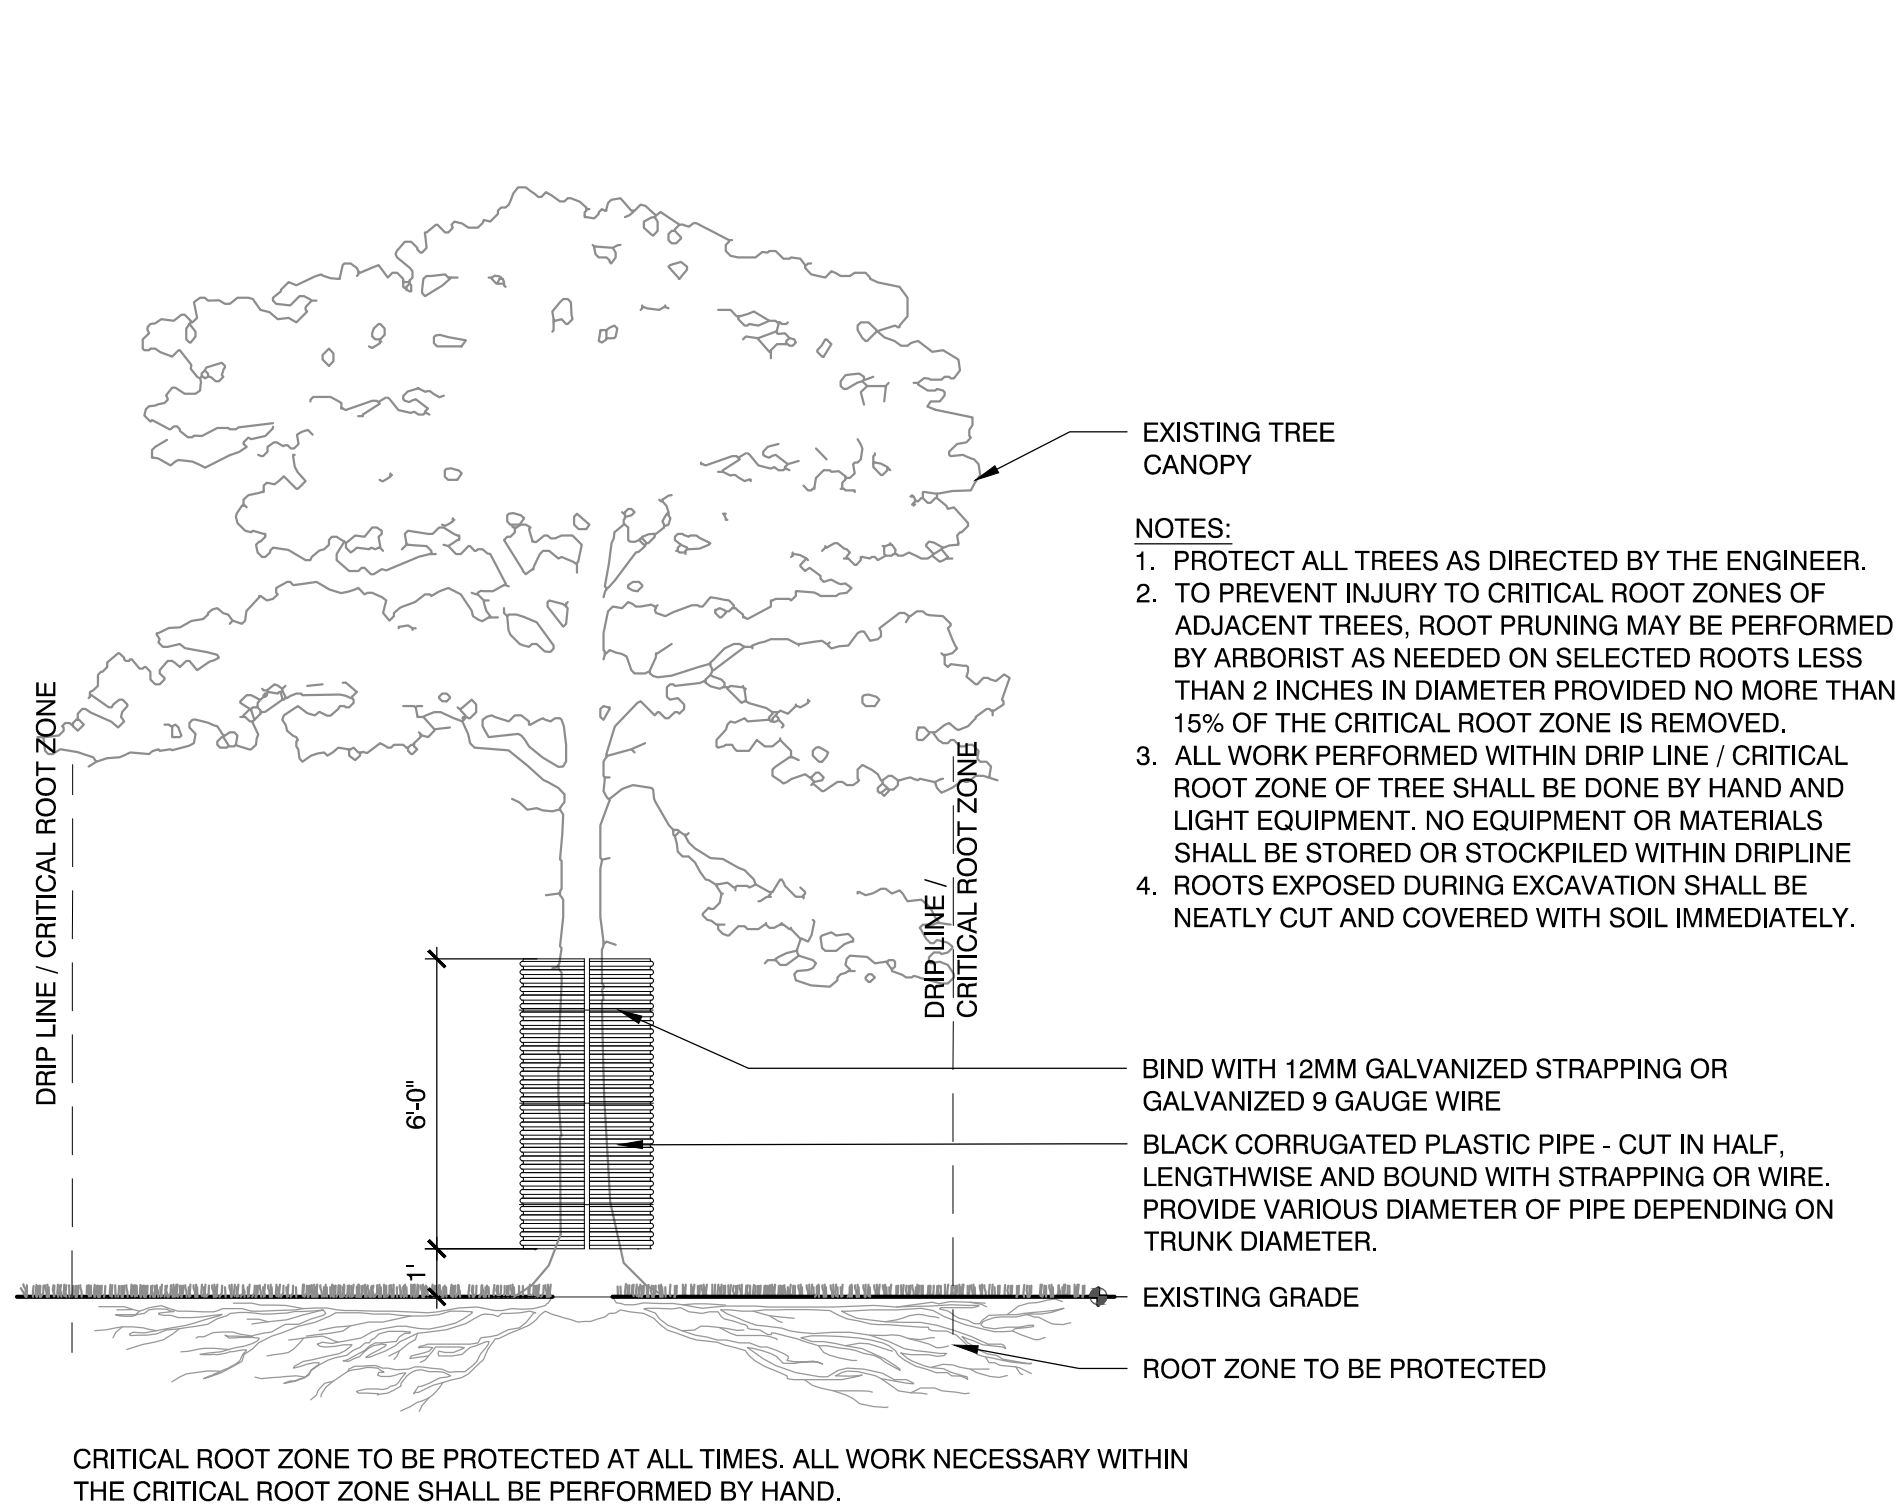 EXISTING TREE
CANOPY
NOTES:
1. PROTECT ALL TREES AS DIRECTED BY THE ENGINEER.
2. TO PREVENT INJURY TO CRITICAL ROOT ZONES OF
ADJACENT TREES, ROOT PRUNING MAY BE PERFORMED
BY ARBORIST AS NEEDED ON SELECTED ROOTS LESS
THAN 2 INCHES IN DIAMETER PROVIDED NO MORE THAN
15% OF THE CRITICAL ROOT ZONE IS REMOVED.
3. ALL WORK PERFORMED WITHIN DRIP LINE / CRITICAL
ROOT ZONE OF TREE SHALL BE DONE BY HAND AND
LIGHT EQUIPMENT. NO EQUIPMENT OR MATERIALS
SHALL BE STORED OR STOCKPILED WITHIN DRIPLINE
4. ROOTS EXPOSED DURING EXCAVATION SHALL BE
NEATLY CUT AND COVERED WITH SOIL IMMEDIATELY.
DRIP LINE / CRITICAL ROOT ZONE
DRIP LINE /
CRITICAL ROOT ZONE
6'-0"
1'
BIND WITH 12MM GALVANIZED STRAPPING OR
GALVANIZED 9 GAUGE WIRE
BLACK CORRUGATED PLASTIC PIPE - CUT IN HALF,
LENGTHWISE AND BOUND WITH STRAPPING OR WIRE.
PROVIDE VARIOUS DIAMETER OF PIPE DEPENDING ON
TRUNK DIAMETER.
EXISTING GRADE
ROOT ZONE TO BE PROTECTED
CRITICAL ROOT ZONE TO BE PROTECTED AT ALL TIMES. ALL WORK NECESSARY WITHIN
THE CRITICAL ROOT ZONE SHALL BE PERFORMED BY HAND.